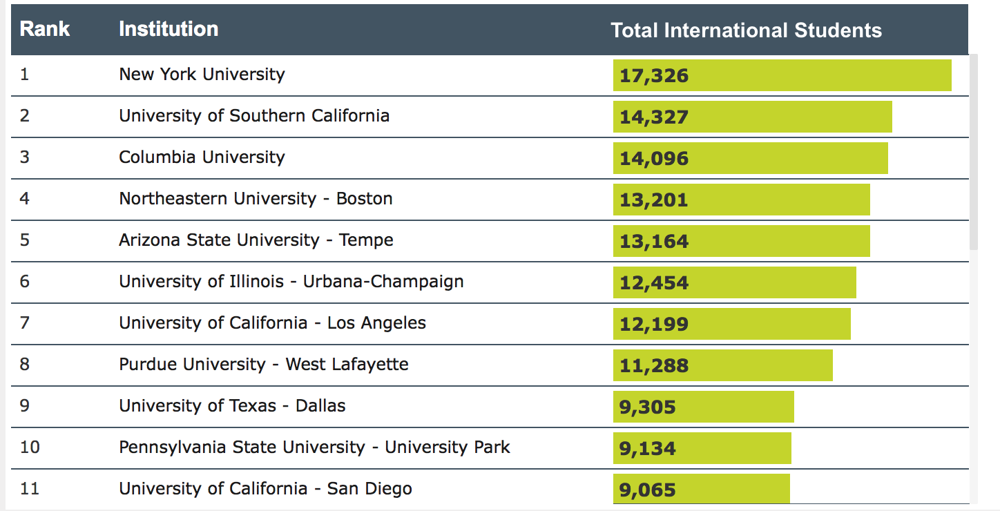 Rank Institution Total International Students
1 New York University 17,326
2 University of Southern California 14,327
3 Columbia University 14,096
4 Northeastern University - Boston 13,201
5 Arizona State University - Tempe 13,164
6 University of Illinois - Urbana-Champaign 12,454
7 University of California - Los Angeles 12,199
8 Purdue University - West Lafayette 11,288
9 University of Texas - Dallas 9,305
10 Pennsylvania State University - University Park 9,134
11 University of California - San Diego 9,065